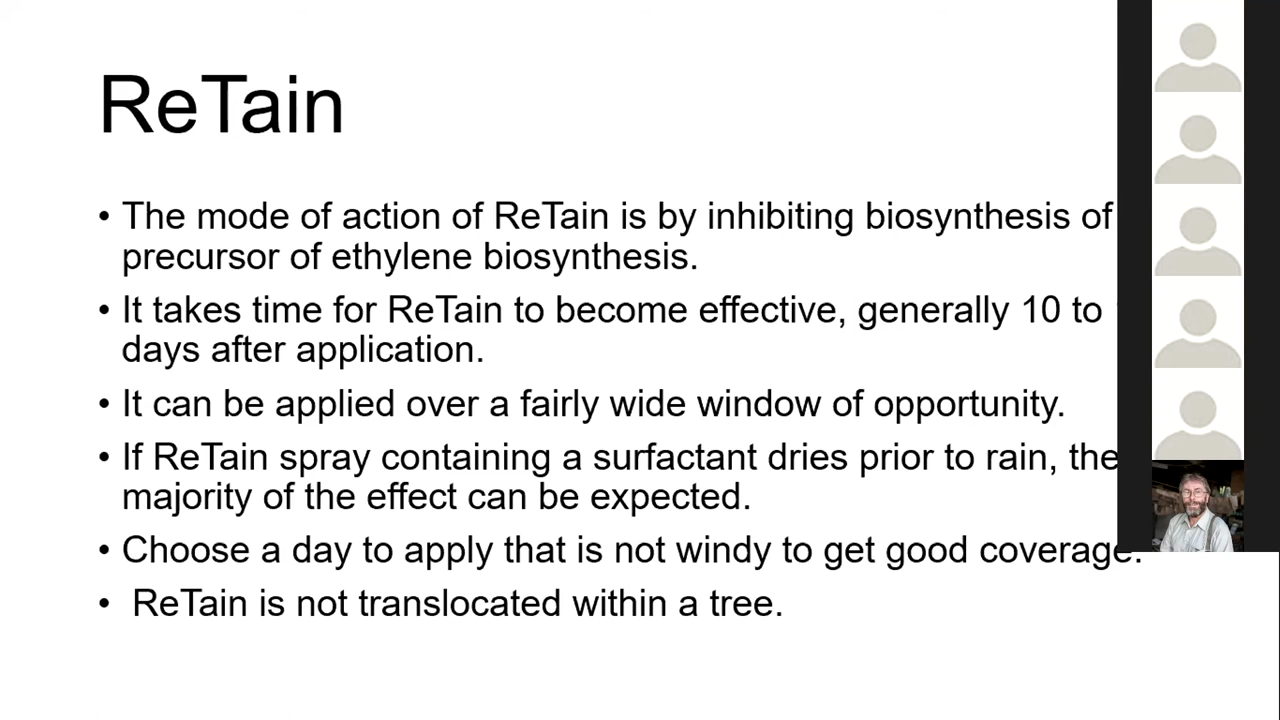 ReTain
• The mode of action of ReTain is by inhibiting biosynthesis of
precursor of ethylene biosynthesis.
• It takes time for ReTain to become effective, generally 10 to
days after application.
• It can be applied over a fairly wide window of opportunity.
• If ReTain spray containing a surfactant dries prior to rain, the
majority of the effect can be expected.
• Choose a day to apply that is not windy to get good coverage.
• ReTain is not translocated within a tree.